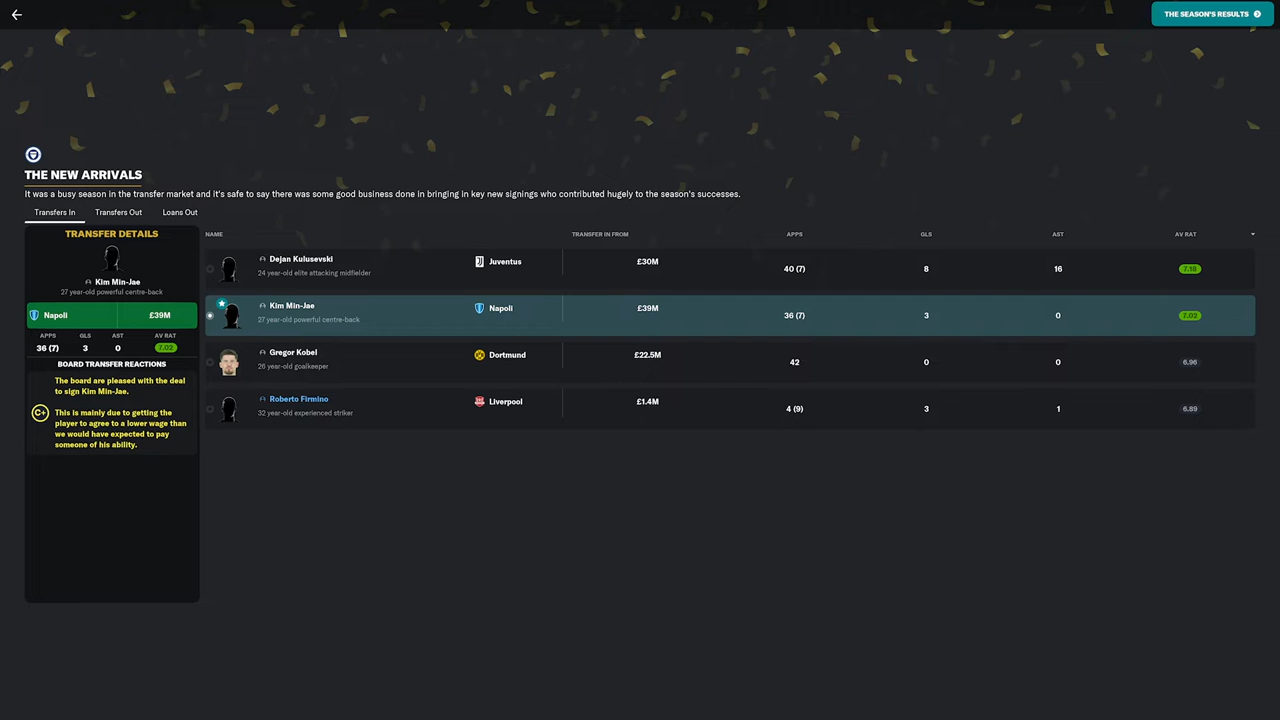 THE SEASON'S RESULTS
THE NEW ARRIVALS
It was a busy season in the transfer market and it's safe to say there was some good business done in bringing in key new signings who contributed hugely to the season's successes.
Transfers In Transfers Out Loans Out
TRANSFER DETAILS
Kim Min-Jae
27 year-old powerful centre-back
Napoli £39M
APPS GLS AST AV RAT
36 (7) 3 0 7.02
BOARD TRANSFER REACTIONS
The board are pleased with the deal
to sign Kim Min-Jae.
C+
This is mainly due to getting the
player to agree to a lower wage than
we would have expected to pay
someone of his ability.
NAME TRANSFER IN FROM APPS GLS AST AV RAT
Dejan Kulusevski Juventus £30M 40 (7) 8 16 7.18
24 year-old elite attacking midfielder
Kim Min-Jae Napoli £39M 36 (7) 3 0 7.02
27 year-old powerful centre-back
Gregor Kobel Dortmund £22.5M 42 0 0 6.96
26 year-old goalkeeper
Roberto Firmino Liverpool £1.4M 4 (9) 3 1 6.89
32 year-old experienced striker